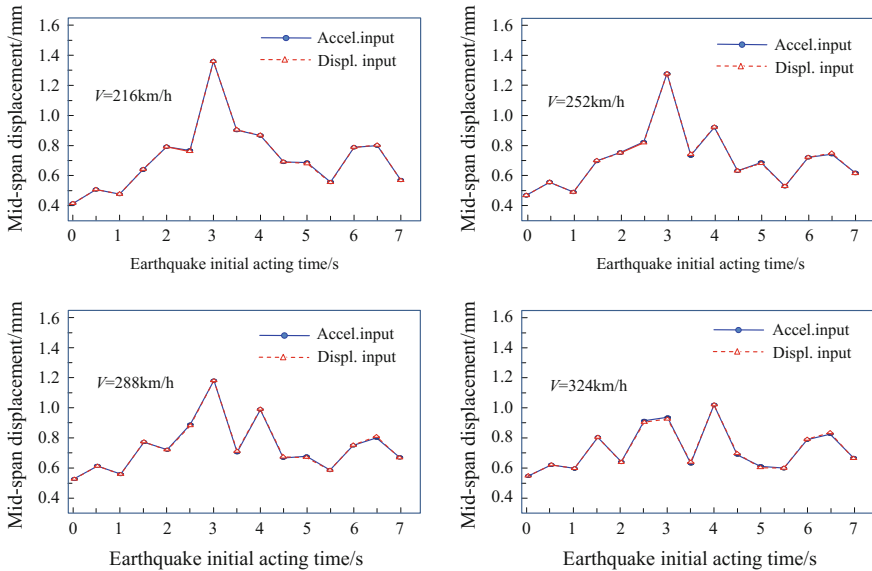 Mid-span displacement/mm
1.6
1.4
1.2
1.0
0.8
0.6
0.4
Accel.input
Displ. input
V=216km/h
0 1 2 3 4 5 6 7
Earthquake initial acting time/s
Mid-span displacement/mm
1.6
1.4
1.2
1.0
0.8
0.6
0.4
Accel.input
Displ. input
V=252km/h
0 1 2 3 4 5 6 7
Earthquake initial acting time/s
Mid-span displacement/mm
1.6
1.4
1.2
1.0
0.8
0.6
0.4
Accel.input
Displ. input
V=288km/h
0 1 2 3 4 5 6 7
Earthquake initial acting time/s
Mid-span displacement/mm
1.6
1.4
1.2
1.0
0.8
0.6
0.4
Accel.input
Displ. input
V=324km/h
0 1 2 3 4 5 6 7
Earthquake initial acting time/s